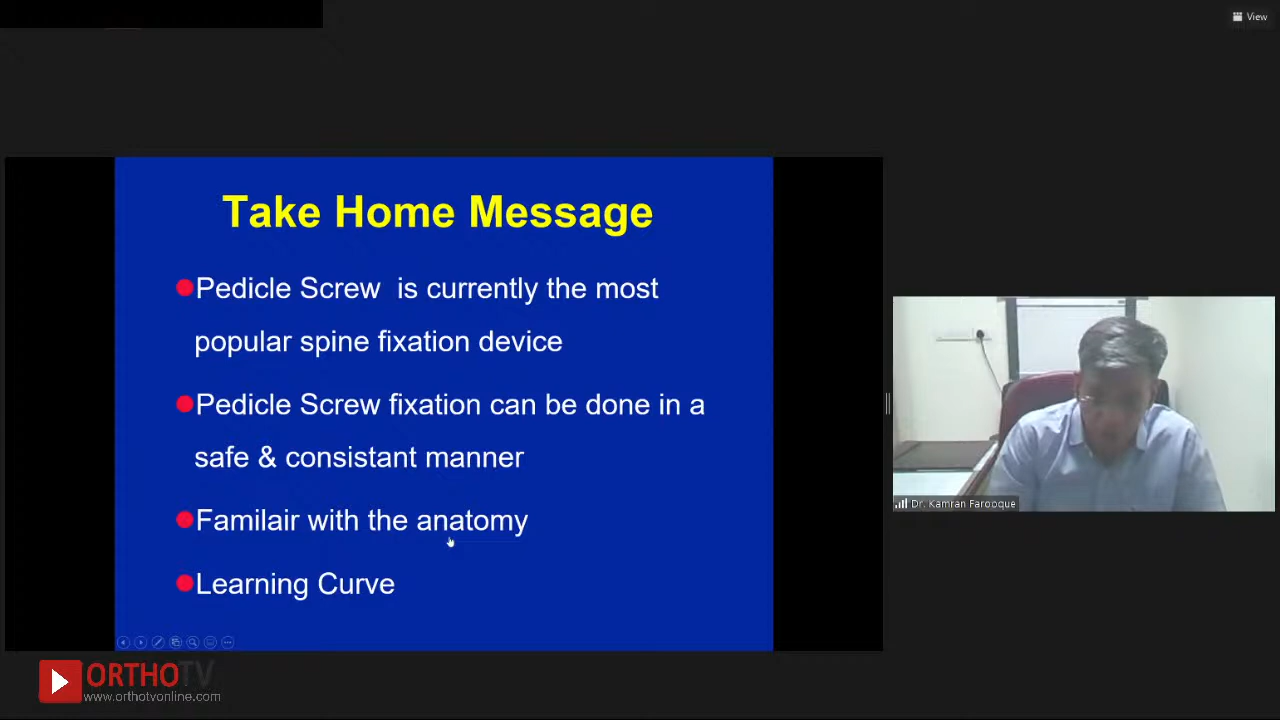 View
Take Home Message
Pedicle Screw is currently the most
popular spine fixation device
Pedicle Screw fixation can be done in a
safe & consistant manner
Familair with the anatomy
Learning Curve
Dr. Kamran Farooque
ORTHOTV
www.orthotvonline.com